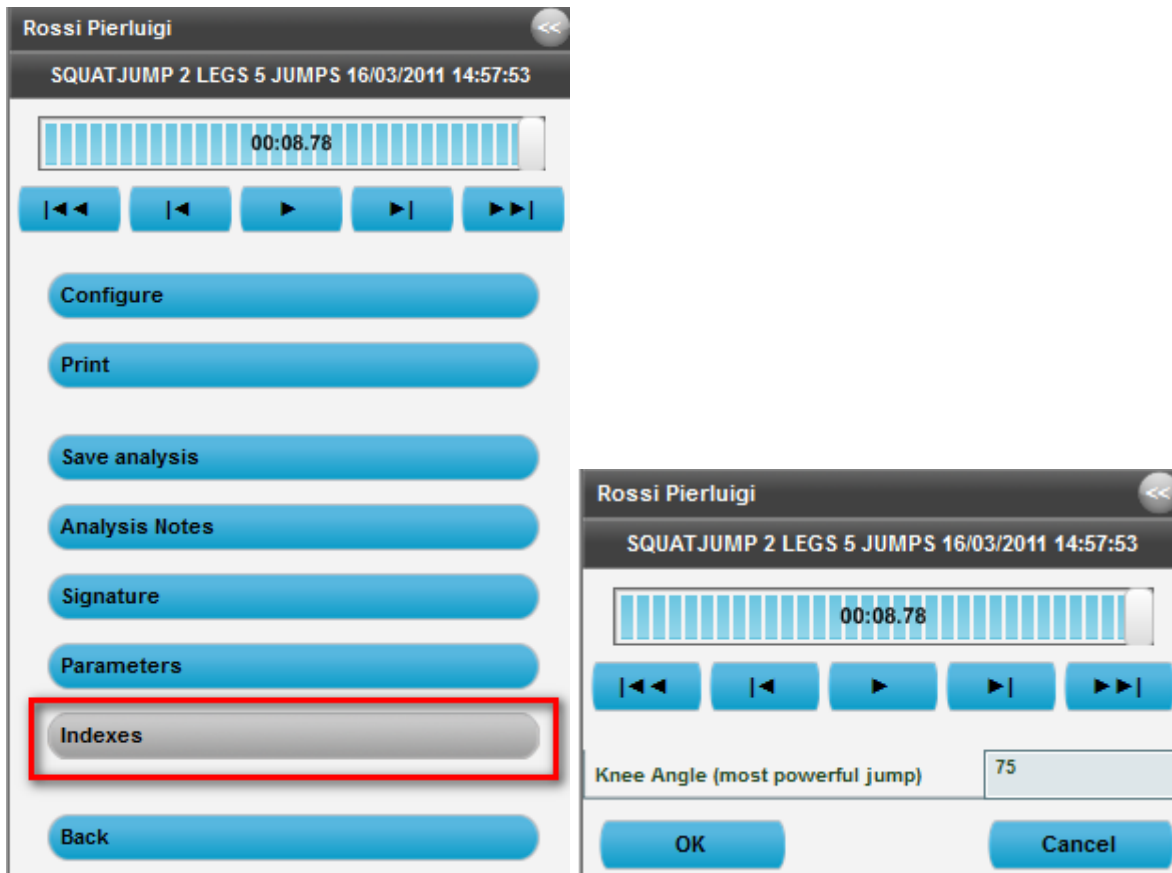 Rossi Pierluigi
<<
SQUATJUMP 2 LEGS 5 JUMPS 16/03/2011 14:57:53
00:08.78
|◄◄ |◄ ► ►| ►►|
Configure
Print
Save analysis
Analysis Notes
Signature
Parameters
Indexes
Back
Rossi Pierluigi
<<
SQUATJUMP 2 LEGS 5 JUMPS 16/03/2011 14:57:53
00:08.78
|◄◄ |◄ ► ►| ►►|
Knee Angle (most powerful jump) 75
OK Cancel